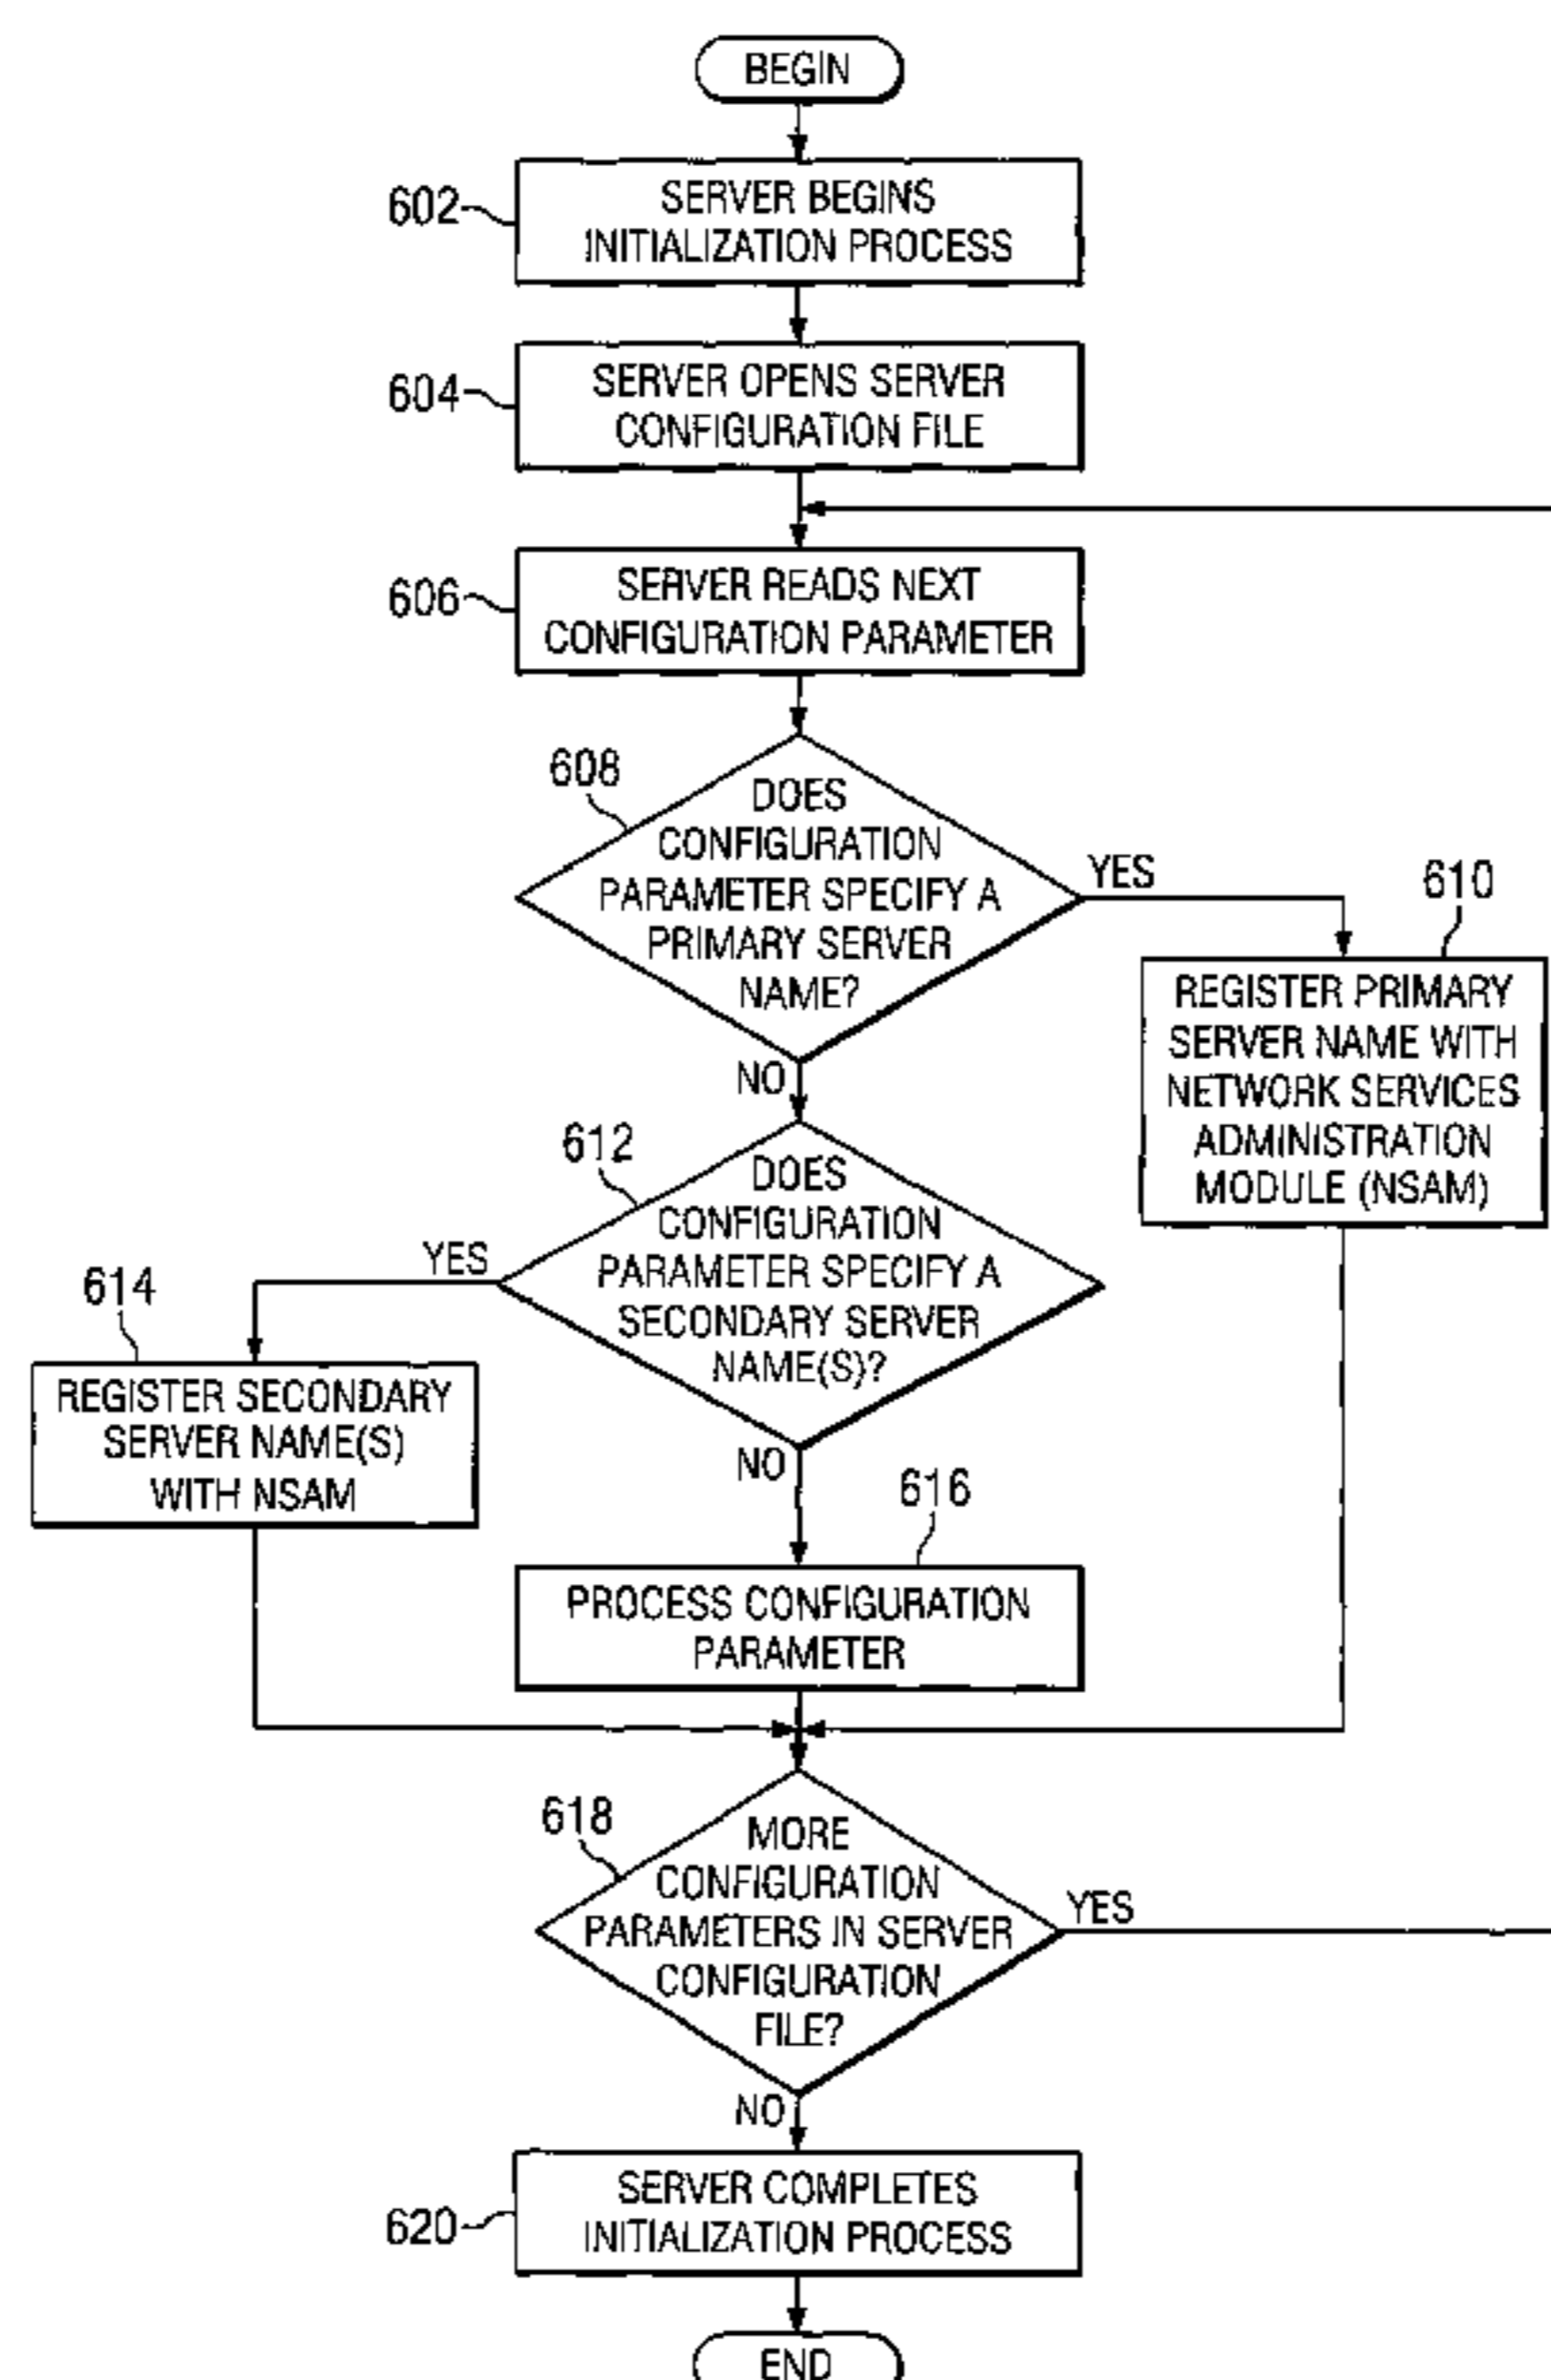 BEGIN
602
SERVER BEGINS
INITIALIZATION PROCESS
604
SERVER OPENS SERVER
CONFIGURATION FILE
606
SERVER READS NEXT
CONFIGURATION PARAMETER
608
DOES
CONFIGURATION
PARAMETER SPECIFY A
PRIMARY SERVER
NAME?
YES
NO
610
REGISTER PRIMARY
SERVER NAME WITH
NETWORK SERVICES
ADMINISTRATION
MODULE (NSAM)
612
DOES
CONFIGURATION
PARAMETER SPECIFY A
SECONDARY SERVER
NAME(S)?
YES
NO
614
REGISTER SECONDARY
SERVER NAME(S)
WITH NSAM
616
PROCESS CONFIGURATION
PARAMETER
618
MORE
CONFIGURATION
PARAMETERS IN SERVER
CONFIGURATION
FILE?
YES
NO
620
SERVER COMPLETES
INITIALIZATION PROCESS
END